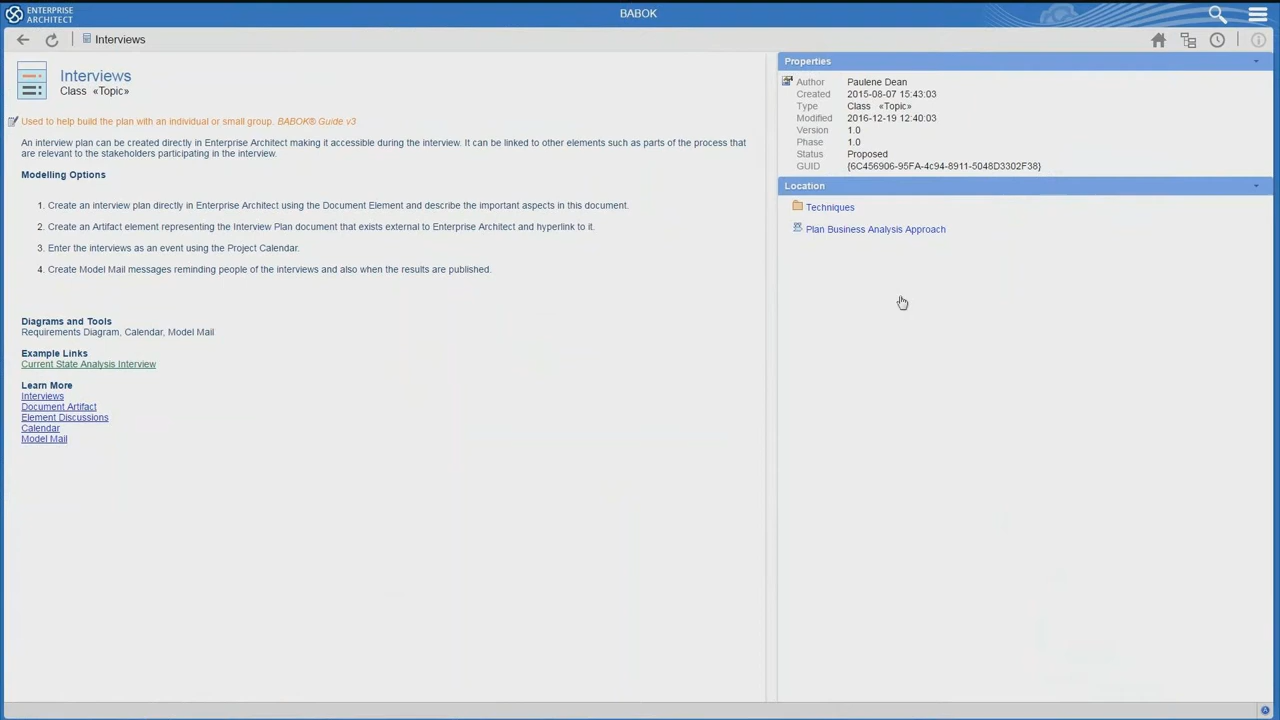 ENTERPRISE
ARCHITECT
BABOK
Interviews
Interviews
Class «Topic»
Used to help build the plan with an individual or small group. BABOK® Guide v3
An interview plan can be created directly in Enterprise Architect making it accessible during the interview. It can be linked to other elements such as parts of the process that
are relevant to the stakeholders participating in the interview.
Modelling Options
1. Create an interview plan directly in Enterprise Architect using the Document Element and describe the important aspects in this document.
2. Create an Artifact element representing the Interview Plan document that exists external to Enterprise Architect and hyperlink to it.
3. Enter the interviews as an event using the Project Calendar.
4. Create Model Mail messages reminding people of the interviews and also when the results are published.
Diagrams and Tools
Requirements Diagram, Calendar, Model Mail
Example Links
Current State Analysis Interview
Learn More
Interviews
Document Artifact
Element Discussions
Calendar
Model Mail
Properties
Author Paulene Dean
Created 2015-08-07 15:43:03
Type Class «Topic»
Modified 2016-12-19 12:40:03
Version 1.0
Phase 1.0
Status Proposed
GUID {6C456906-95FA-4c94-8911-5048D3302F38}
Location
Techniques
Plan Business Analysis Approach